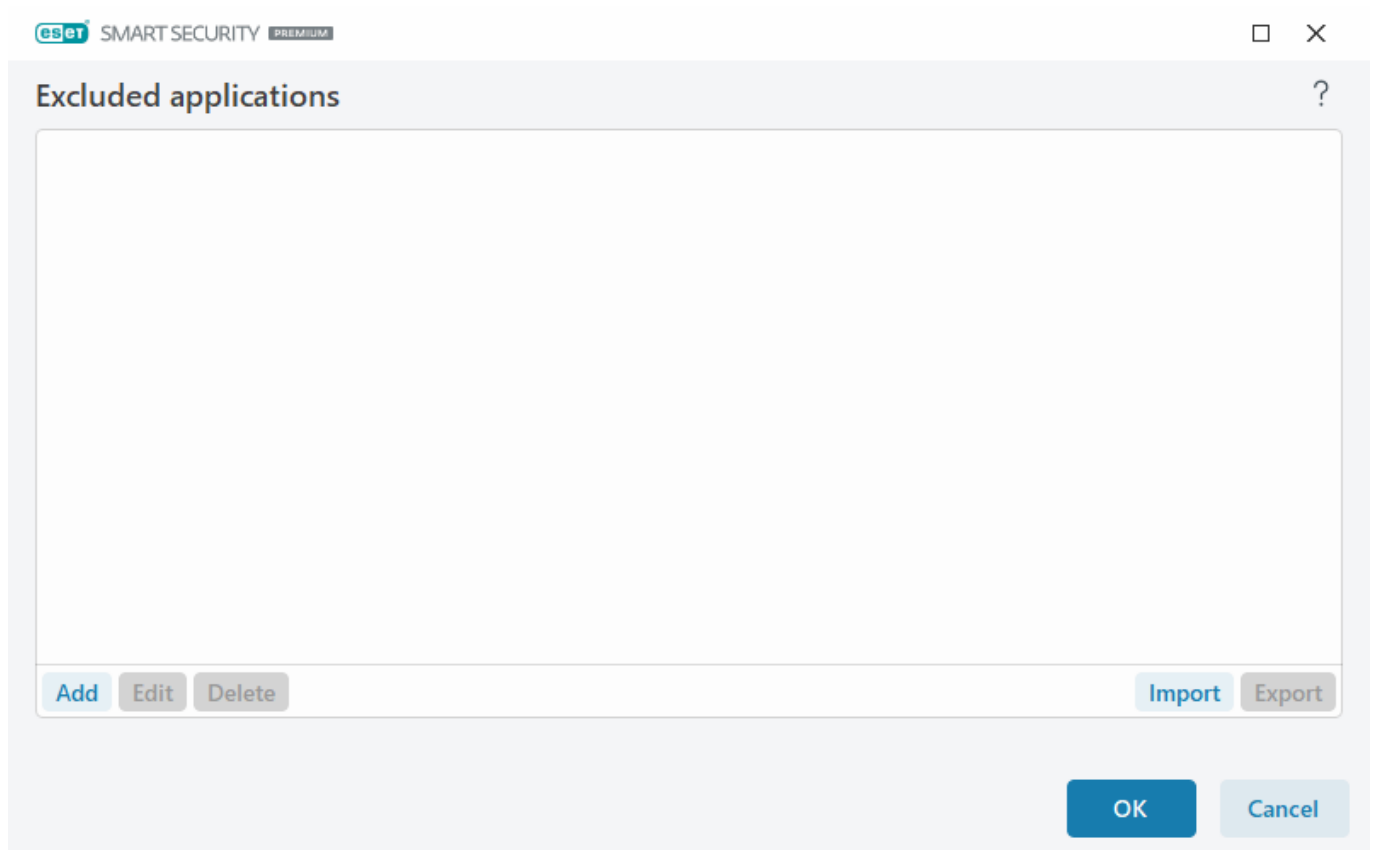 eset SMART SECURITY PREMIUM
Excluded applications ?
Add Edit Delete Import Export
OK Cancel